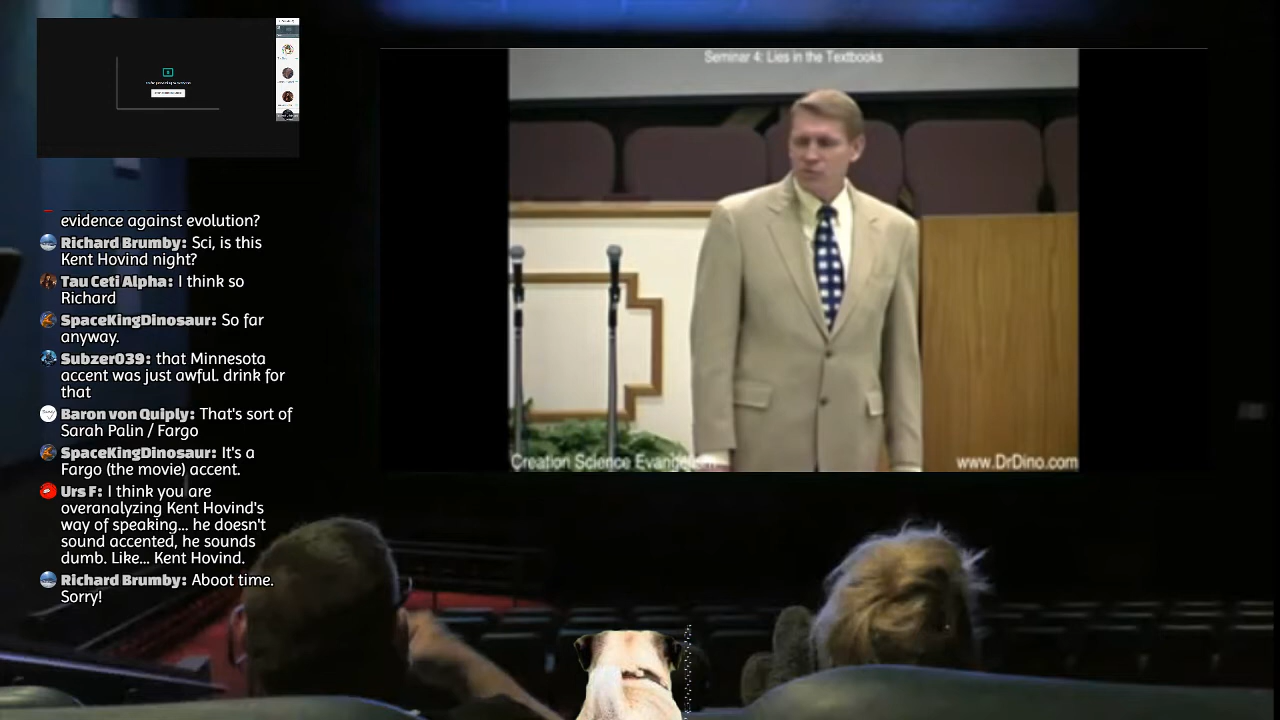 Seminar 4: Lies in the Textbooks
evidence against evolution?
Richard Brumby: Sci, is this
Kent Hovind night?
Tau Ceti Alpha: I think so
Richard
SpaceKingDinosaur: So far
anyway.
Subzer039: that Minnesota
accent was just awful. drink for
that
Baron von Quiply: That's sort of
Sarah Palin / Fargo
SpaceKingDinosaur: It's a
Fargo (the movie) accent.
Urs F: I think you are
overanalyzing Kent Hovind's
way of speaking... he doesn't
sound accented, he sounds
dumb. Like... Kent Hovind.
Richard Brumby: Aboot time.
Sorry!
Creation Science Evangelism
www.DrDino.com